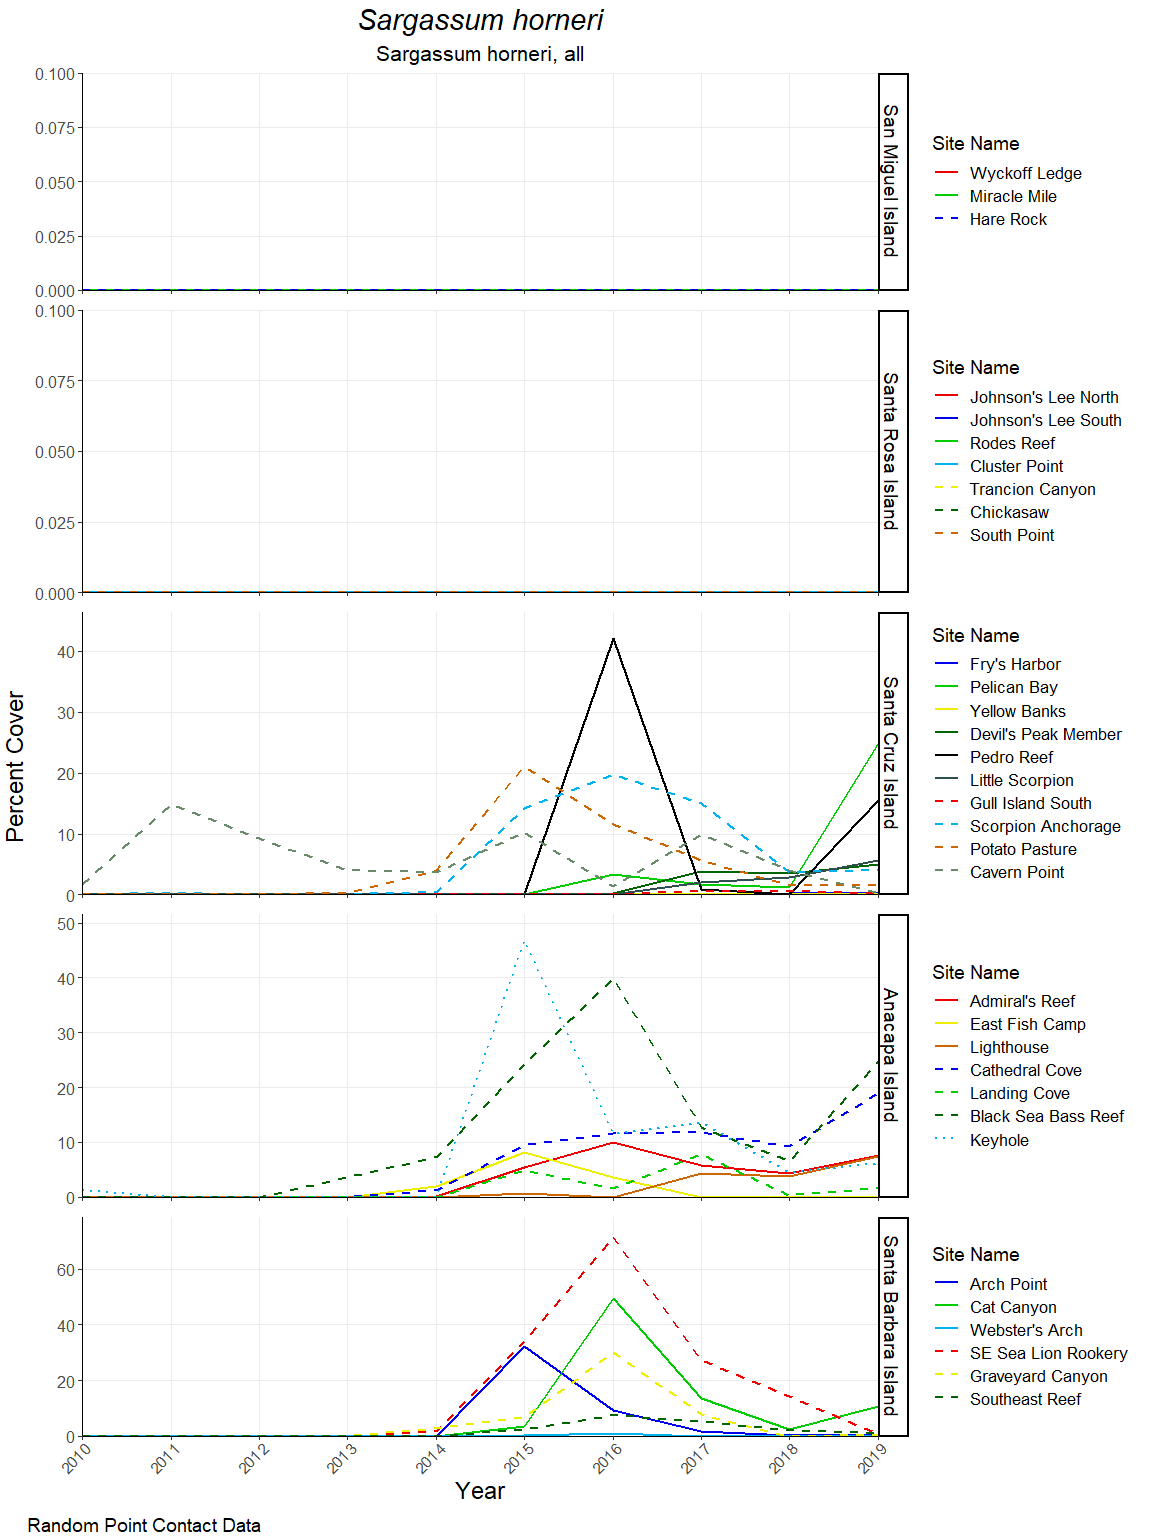 Sargassum horneri
Sargassum horneri, all
Percent Cover
0.100
0.075
0.050
0.025
0.000
San Miguel Island
Site Name
Wyckoff Ledge
Miracle Mile
Hare Rock
0.100
0.075
0.050
0.025
0.000
Santa Rosa Island
Site Name
Johnson's Lee North
Johnson's Lee South
Rodes Reef
Cluster Point
Trancion Canyon
Chickasaw
South Point
40
30
20
10
0
Santa Cruz Island
Site Name
Fry's Harbor
Pelican Bay
Yellow Banks
Devil's Peak Member
Pedro Reef
Little Scorpion
Gull Island South
Scorpion Anchorage
Potato Pasture
Cavern Point
50
40
30
20
10
0
Anacapa Island
Site Name
Admiral's Reef
East Fish Camp
Lighthouse
Cathedral Cove
Landing Cove
Black Sea Bass Reef
Keyhole
60
40
20
0
Santa Barbara Island
Site Name
Arch Point
Cat Canyon
Webster's Arch
SE Sea Lion Rookery
Graveyard Canyon
Southeast Reef
2010 2011 2012 2013 2014 2015 2016 2017 2018 2019
Year
Random Point Contact Data